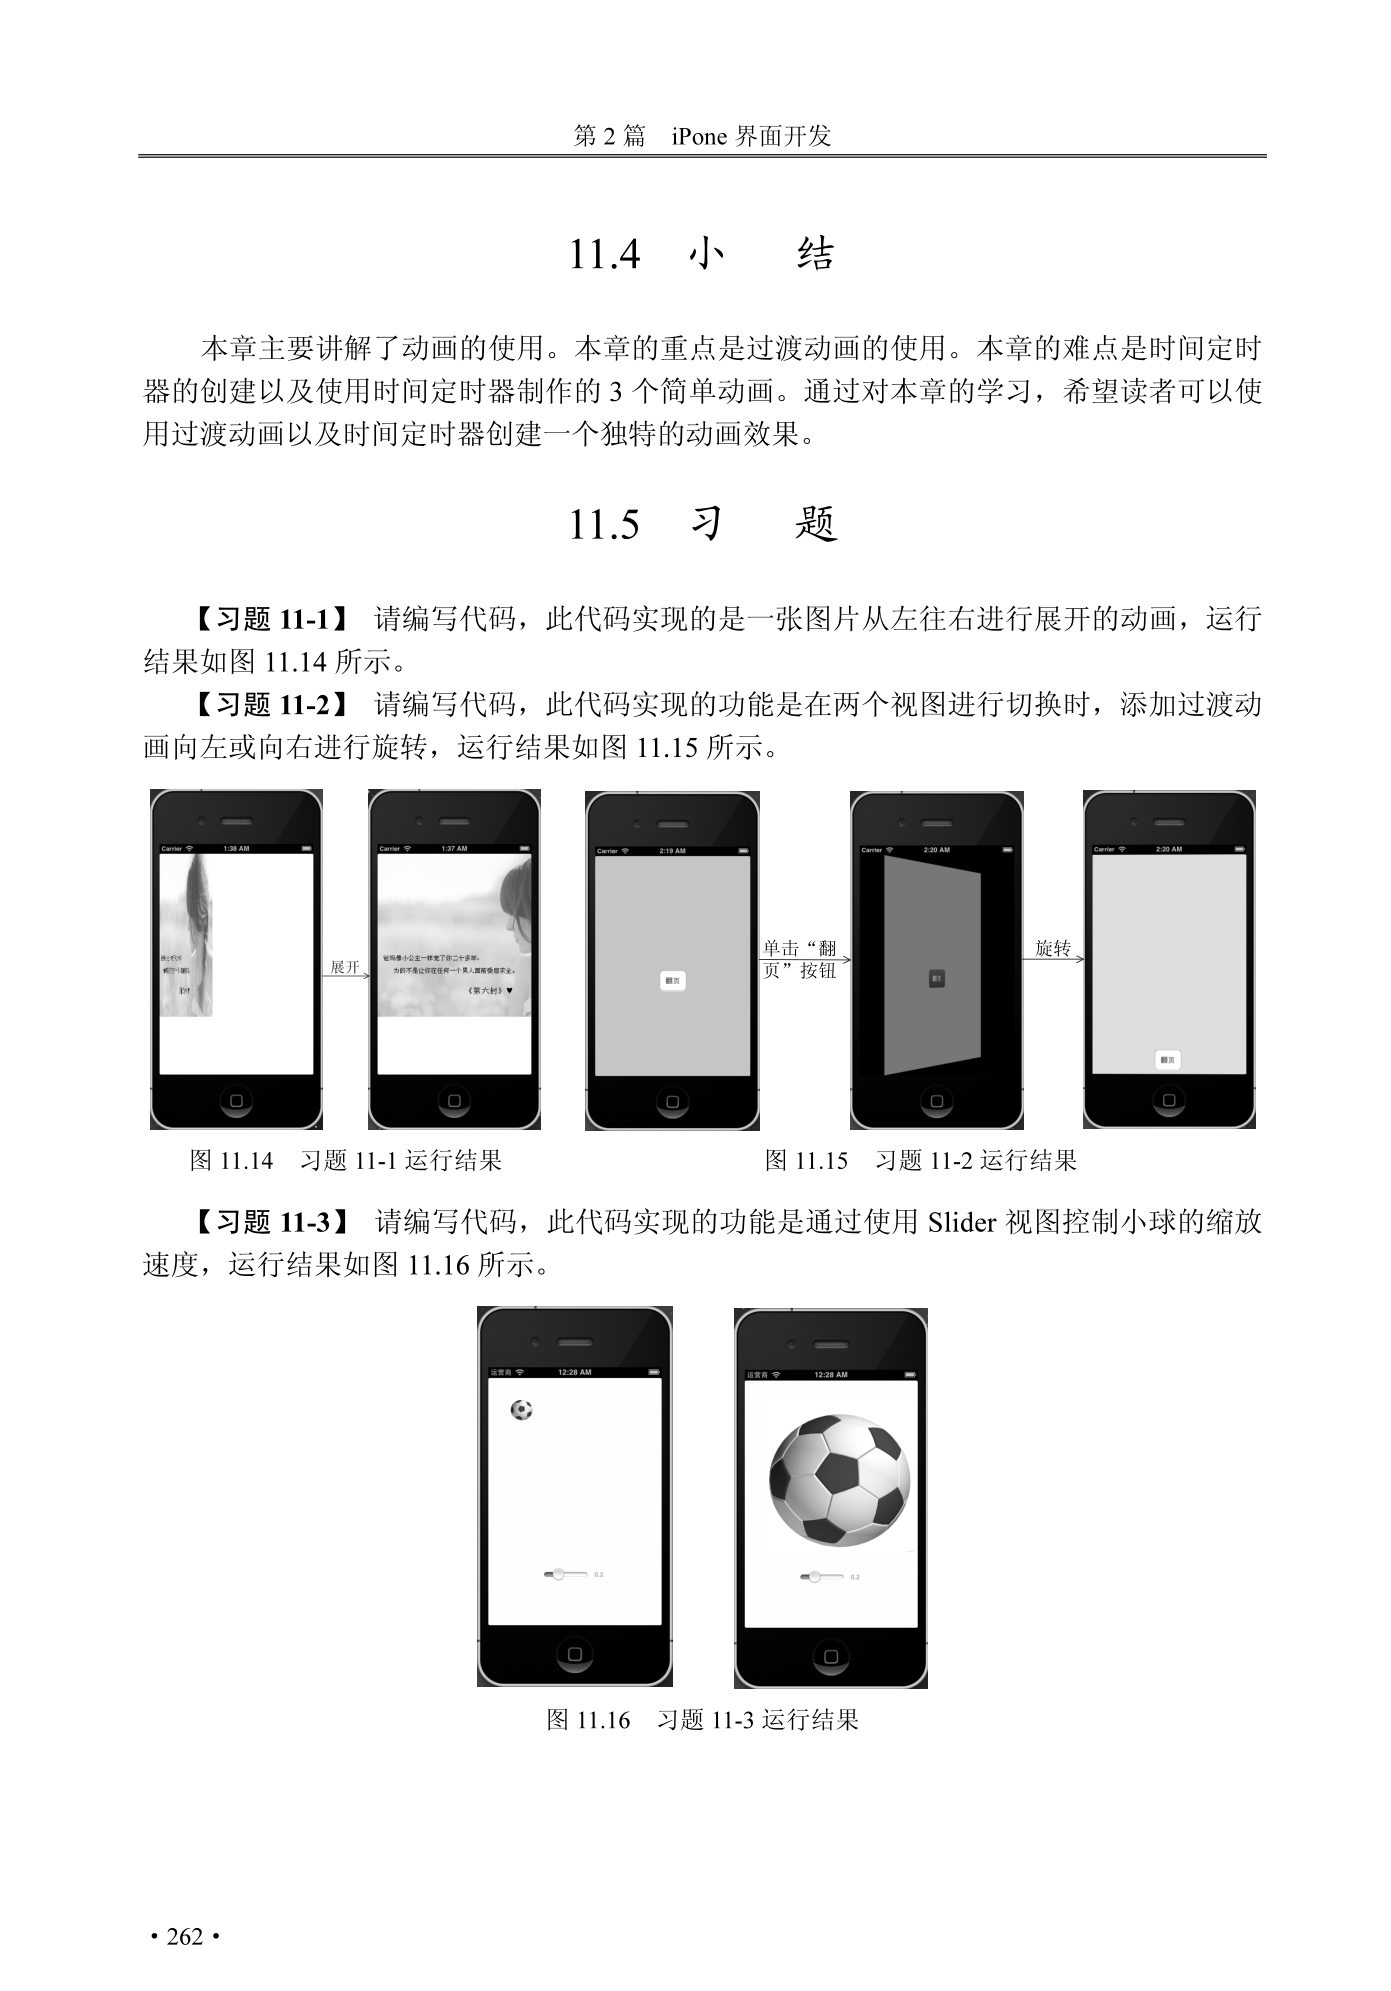 第 2 篇　iPone 界面开发
11.4　小　　结
本章主要讲解了动画的使用。本章的重点是过渡动画的使用。本章的难点是时间定时
器的创建以及使用时间定时器制作的 3 个简单动画。通过对本章的学习，希望读者可以使
用过渡动画以及时间定时器创建一个独特的动画效果。
11.5　习　　题
【习题 11-1】 请编写代码，此代码实现的是一张图片从左往右进行展开的动画，运行
结果如图 11.14 所示。
【习题 11-2】 请编写代码，此代码实现的功能是在两个视图进行切换时，添加过渡动
画向左或向右进行旋转，运行结果如图 11.15 所示。
Carrier 1:38 AM
展开
Carrier 1:37 AM
爸妈像小公主一样宠了你二十多年，
为的不是让你在任何一个男人面前委屈求全。
《第六封》♥
Carrier 2:19 AM
翻页
单击“翻
页”按钮
Carrier 2:20 AM
翻页
旋转
Carrier 2:20 AM
翻页
图 11.14　习题 11-1 运行结果
图 11.15　习题 11-2 运行结果
【习题 11-3】 请编写代码，此代码实现的功能是通过使用 Slider 视图控制小球的缩放
速度，运行结果如图 11.16 所示。
运营商 12:28 AM
0.2
运营商 12:28 AM
0.2
图 11.16　习题 11-3 运行结果
·262·